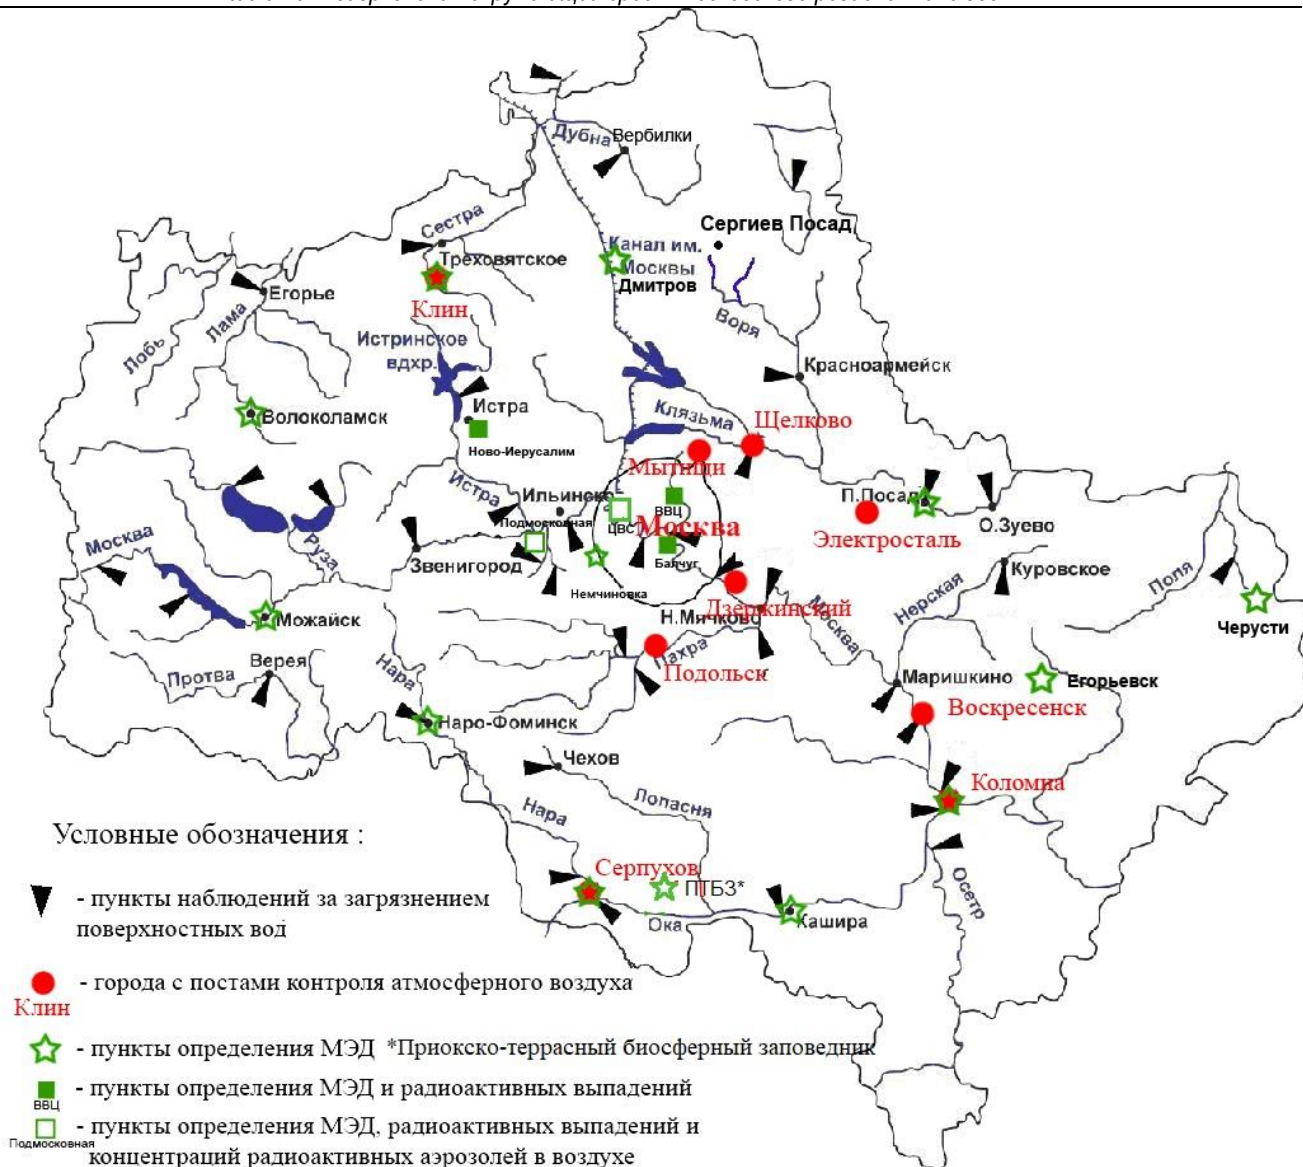 Дубна
Вербилки
Сестра
Сергиев Посад
Канал им.
Москвы
Дмитров
Треховятское
Клин
Егорье
Лама
Лобь
Истринское
вдхр.
Воря
Красноармейск
Волоколамск
Истра
Ново-Иерусалим
Клязьма
Щелково
Мытищи
Истра
Ильинско
Подмосковная
ЦВС
ВВЦ
Москва
Балчуг
П.Посад
О.Зуево
Электросталь
Москва
Руза
Звенигород
Немчиновка
Дзержинский
Н.Мячково
Москва
Нерская
Куровское
Поля
Черусти
Можайск
Протва
Верея
Нара
Пахра
Подольск
Маришкино
Егорьевск
Воскресенск
Наро-Фоминск
Чехов
Лопасня
Нара
Коломна
Серпухов
ПТБЗ*
Ока
Кашира
Осетр
Условные обозначения :
- пункты наблюдений за загрязнением
поверхностных вод
- города с постами контроля атмосферного воздуха
Клин
- пункты определения МЭД *Приокско-террасный биосферный заповедник
- пункты определения МЭД и радиоактивных выпадений
ВВЦ
- пункты определения МЭД, радиоактивных выпадений и
Подмосковная
концентраций радиоактивных аэрозолей в воздухе